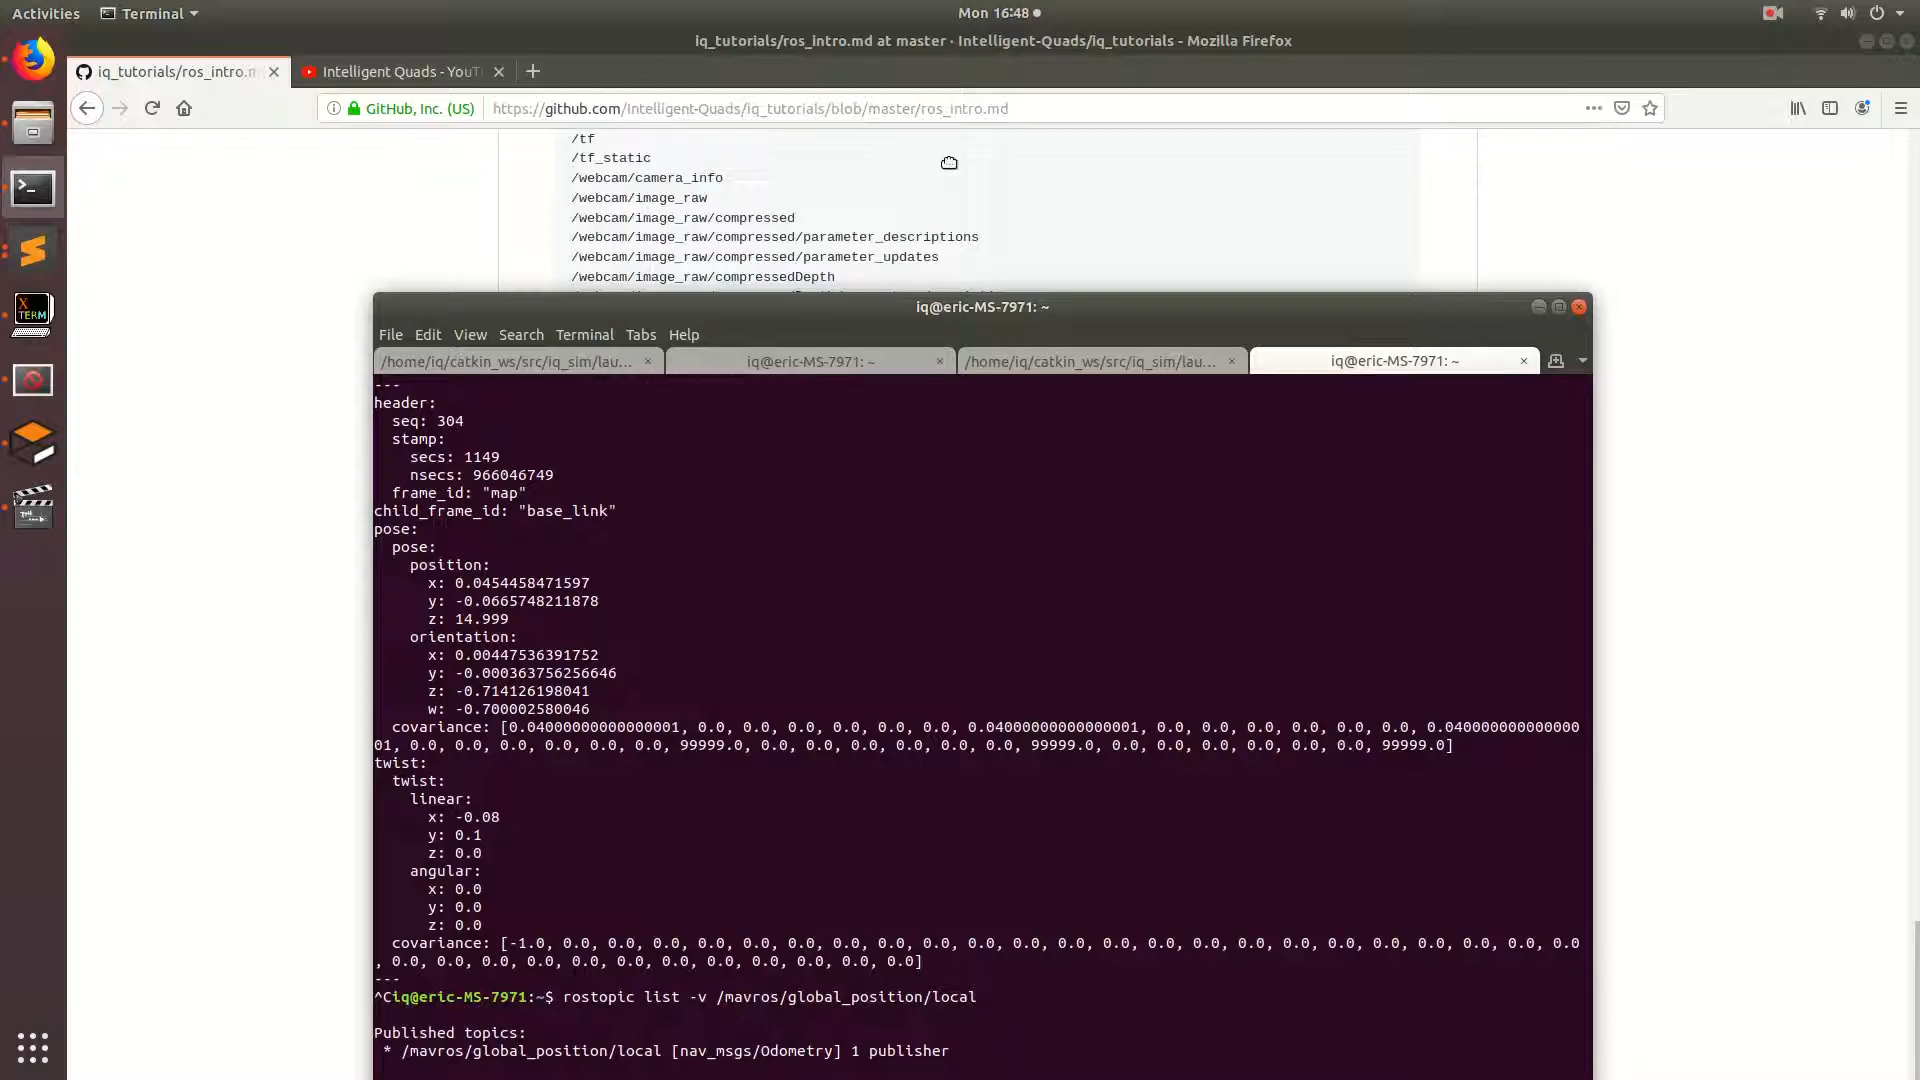 Activities
Terminal
Mon 16:48
iq_tutorials/ros_intro.md at master · Intelligent-Quads/iq_tutorials - Mozilla Firefox
iq_tutorials/ros_intro.m
Intelligent Quads - YouT
GitHub, Inc. (US)
https://github.com/Intelligent-Quads/iq_tutorials/blob/master/ros_intro.md
/tf
/tf_static
/webcam/camera_info
/webcam/image_raw
/webcam/image_raw/compressed
/webcam/image_raw/compressed/parameter_descriptions
/webcam/image_raw/compressed/parameter_updates
/webcam/image_raw/compressedDepth
X
TERM
iq@eric-MS-7971: ~
File Edit View Search Terminal Tabs Help
/home/iq/catkin_ws/src/iq_sim/lau...
iq@eric-MS-7971: ~
/home/iq/catkin_ws/src/iq_sim/lau...
iq@eric-MS-7971: ~
---
header:
seq: 304
stamp:
secs: 1149
nsecs: 966046749
frame_id: "map"
child_frame_id: "base_link"
pose:
pose:
position:
x: 0.0454458471597
y: -0.0665748211878
z: 14.999
orientation:
x: 0.00447536391752
y: -0.000363756256646
z: -0.714126198041
w: -0.700002580046
covariance: [0.04000000000000001, 0.0, 0.0, 0.0, 0.0, 0.0, 0.0, 0.04000000000000001, 0.0, 0.0, 0.0, 0.0, 0.0, 0.0, 0.040000000000000
01, 0.0, 0.0, 0.0, 0.0, 0.0, 0.0, 99999.0, 0.0, 0.0, 0.0, 0.0, 0.0, 0.0, 99999.0, 0.0, 0.0, 0.0, 0.0, 0.0, 0.0, 99999.0]
twist:
twist:
linear:
x: -0.08
y: 0.1
z: 0.0
angular:
x: 0.0
y: 0.0
z: 0.0
covariance: [-1.0, 0.0, 0.0, 0.0, 0.0, 0.0, 0.0, 0.0, 0.0, 0.0, 0.0, 0.0, 0.0, 0.0, 0.0, 0.0, 0.0, 0.0, 0.0, 0.0, 0.0, 0.0, 0.0, 0.0
, 0.0, 0.0, 0.0, 0.0, 0.0, 0.0, 0.0, 0.0, 0.0, 0.0, 0.0, 0.0]
---
^Ciq@eric-MS-7971:~$ rostopic list -v /mavros/global_position/local
Published topics:
* /mavros/global_position/local [nav_msgs/Odometry] 1 publisher